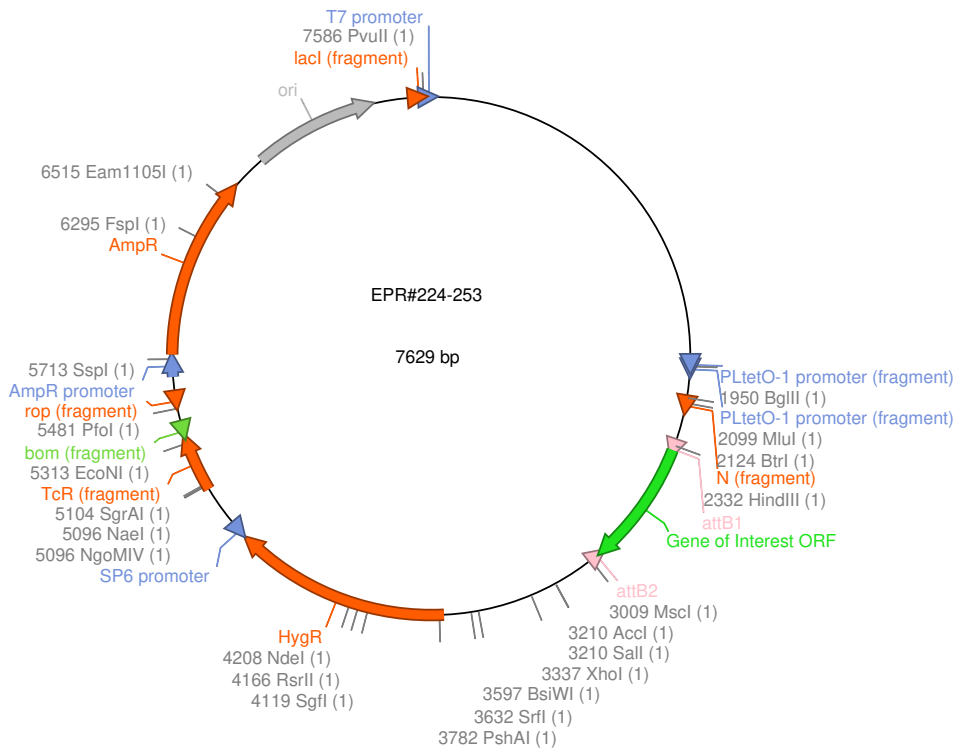 T7 promoter
7586 PvuII (1)
lacI (fragment)
ori
6515 Eam1105I (1)
6295 FspI (1)
AmpR
EPR#224-253
7629 bp
5713 SspI (1)
AmpR promoter
rop (fragment)
5481 PfoI (1)
bom (fragment)
5313 EcoNI (1)
TcR (fragment)
5104 SgrAI (1)
5096 NaeI (1)
5096 NgoMIV (1)
SP6 promoter
PLtetO-1 promoter (fragment)
1950 BglII (1)
PLtetO-1 promoter (fragment)
2099 MluI (1)
2124 BtrI (1)
N (fragment)
2332 HindIII (1)
attB1
Gene of Interest ORF
attB2
3009 MscI (1)
3210 AccI (1)
3210 SalI (1)
3337 XhoI (1)
3597 BsiWI (1)
3632 SrfI (1)
3782 PshAI (1)
HygR
4208 NdeI (1)
4166 RsrII (1)
4119 SgfI (1)